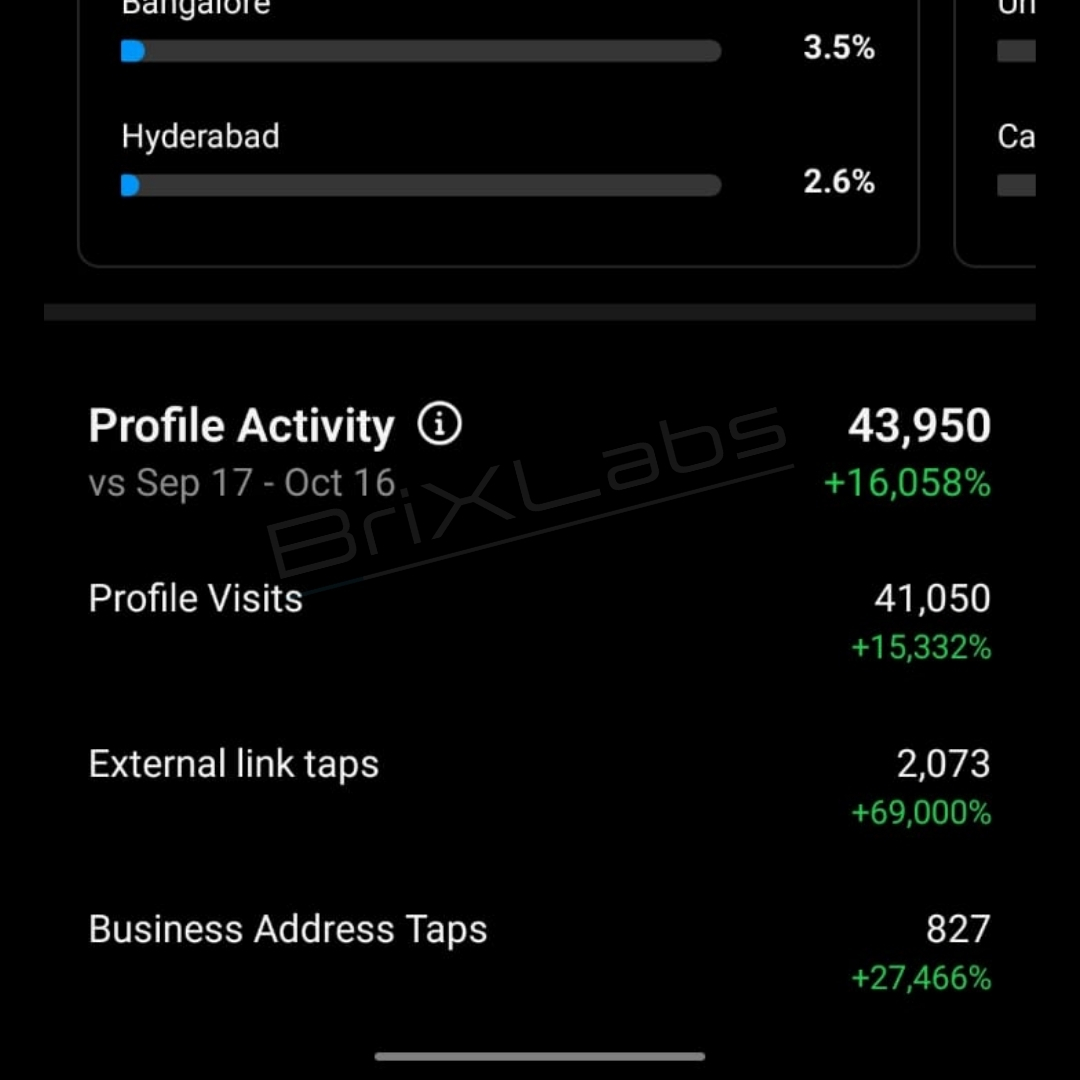 Bangalore
3.5%
Hyderabad
2.6%
Ca
Profile Activity
43,950
vs Sep 17 - Oct 16
+16,058%
BriXLabs
Profile Visits
41,050
+15,332%
External link taps
2,073
+69,000%
Business Address Taps
827
+27,466%